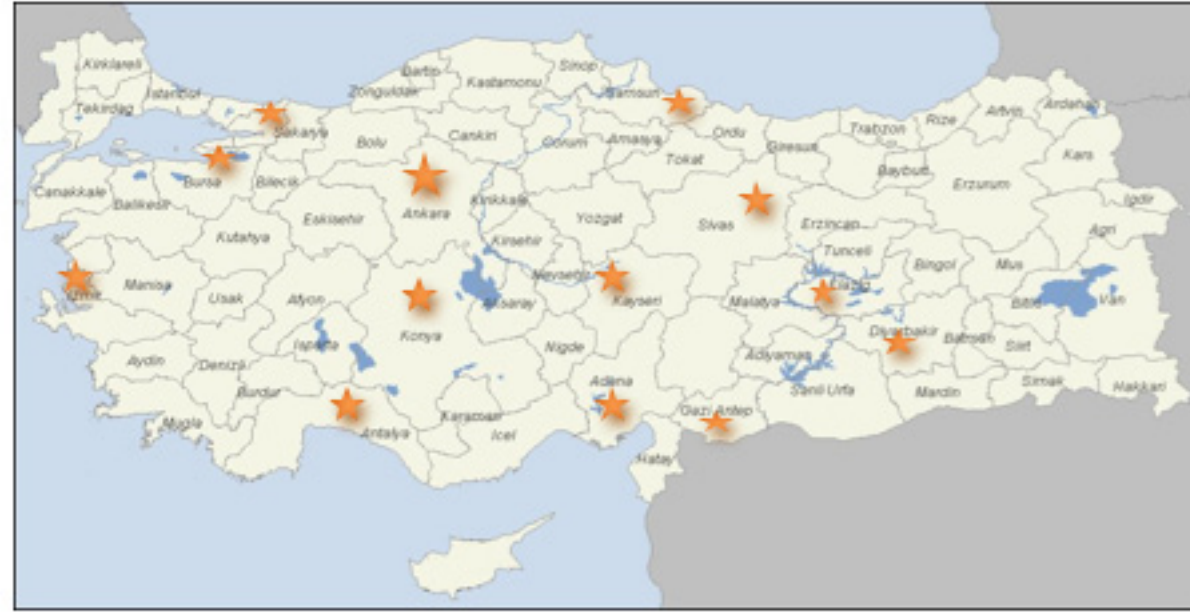 Kirklareli
Tekirdag
Istanbul
Sakarya
Zonguldak
Bartin
Kastamonu
Sinop
Samsun
Bolu
Cankiri
Corum
Amasya
Tokat
Ordu
Giresun
Trabzon
Rize
Artvin
Ardahan
Kars
Bayburt
Erzurum
Igdir
Agri
Canakkale
Balikesir
Bursa
Bilecik
Eskisehir
Ankara
Kirikkale
Yozgat
Sivas
Erzincan
Tunceli
Kutahya
Kirsehir
Nevsehir
Kayseri
Malatya
Elazig
Bingol
Mus
Bitlis
Van
Izmir
Manisa
Usak
Afyon
Konya
Aksaray
Nigde
Isparta
Aydin
Denizli
Burdur
Mugla
Antalya
Karaman
Icel
Adana
Gazi Antep
Hatay
Adiyaman
Sanli Urfa
Diyarbakir
Batman
Siirt
Mardin
Sirnak
Hakkari